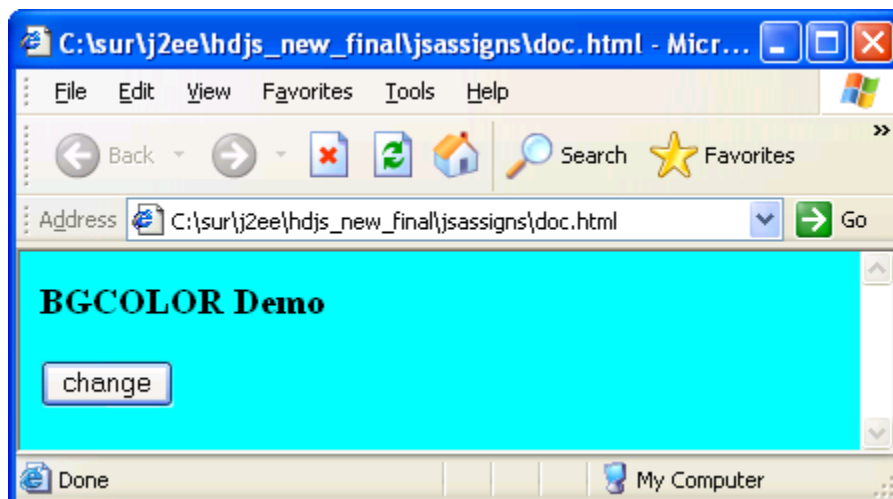 C:\sur\j2ee\hdjs_new_final\jsassigns\doc.html - Micr...
File Edit View Favorites Tools Help
Back Search Favorites »
Address C:\sur\j2ee\hdjs_new_final\jsassigns\doc.html Go
BGCOLOR Demo
change
Done My Computer